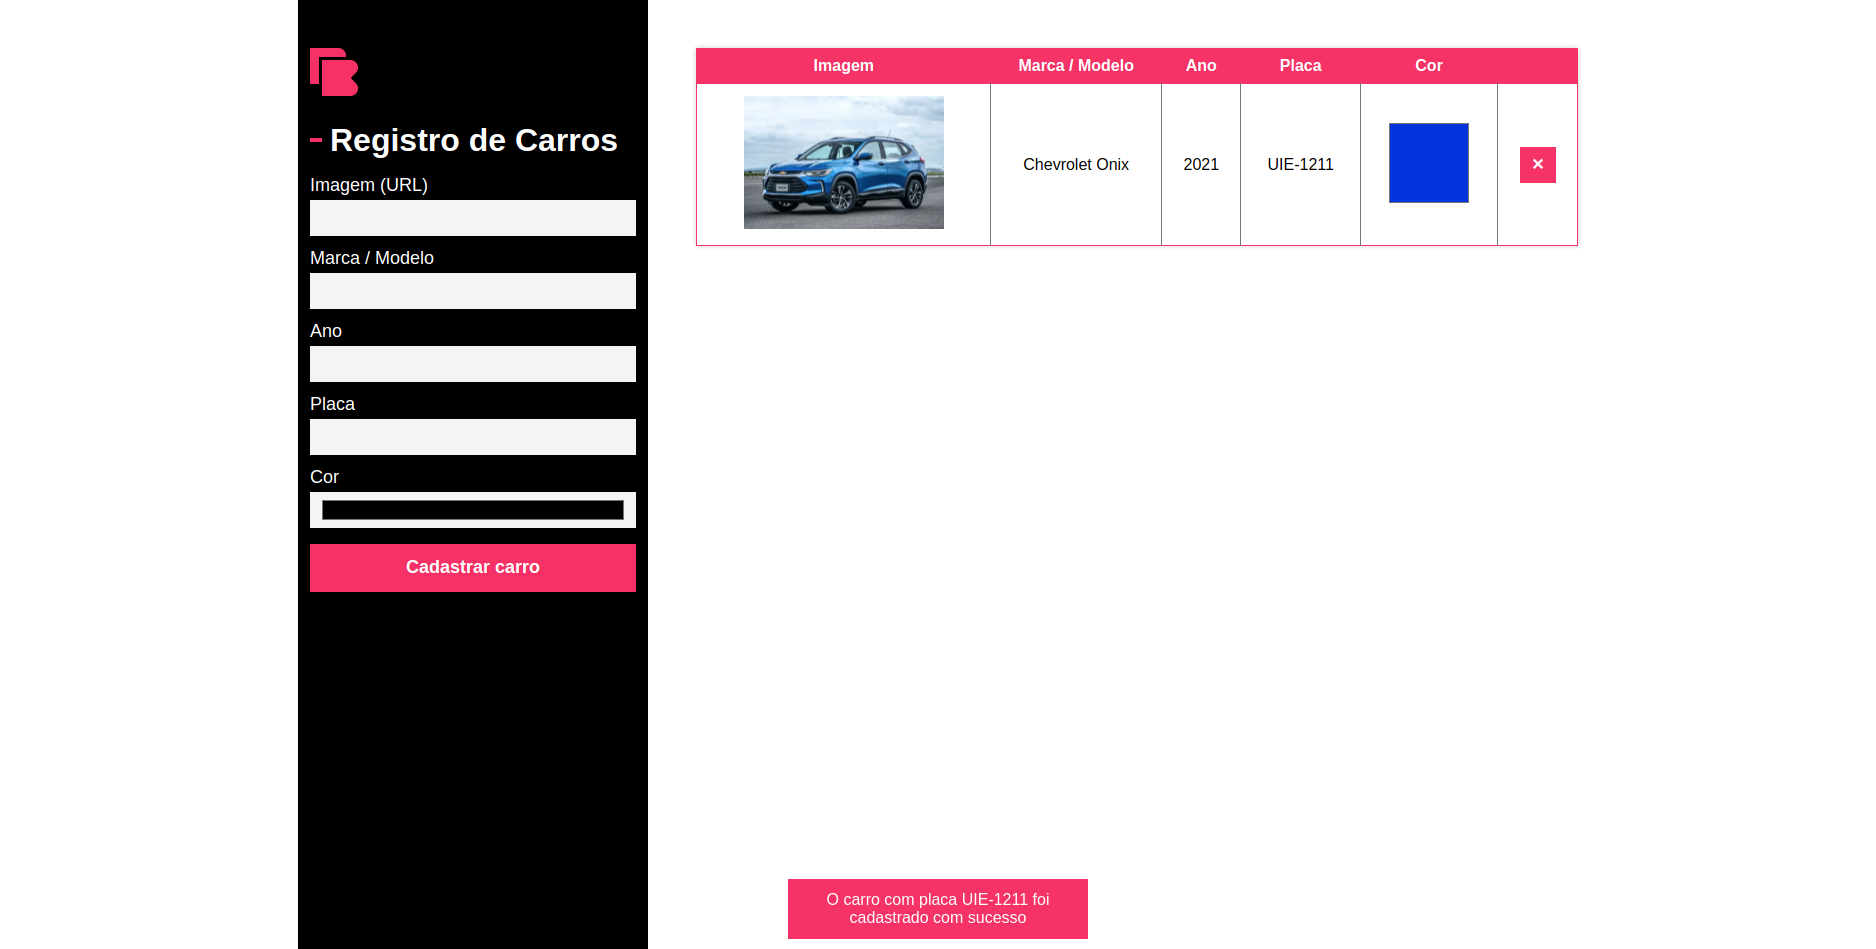 Registro de Carros
Imagem (URL)
Marca / Modelo
Ano
Placa
Cor
Cadastrar carro
Imagem Marca / Modelo Ano Placa Cor
Chevrolet Onix 2021 UIE-1211 ×
O carro com placa UIE-1211 foi
cadastrado com sucesso